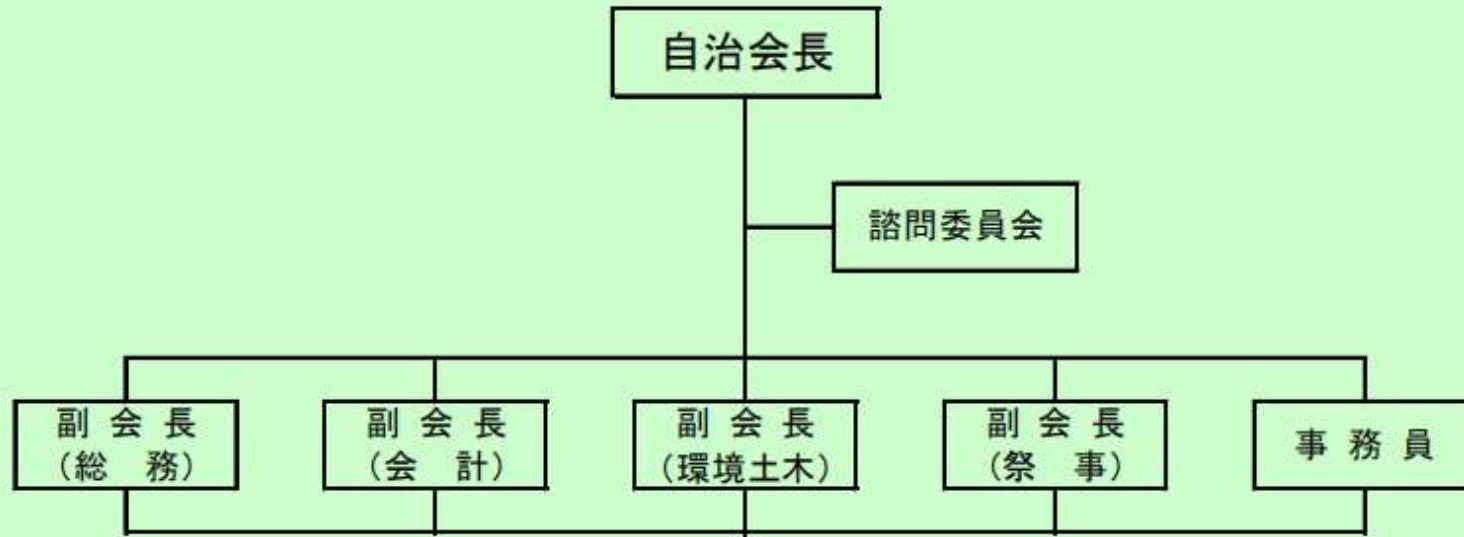 自治会長
諮問委員会
副 会 長
（総　務）
副 会 長
（会　計）
副 会 長
（環境土木）
副 会 長
（祭　事）
事 務 員